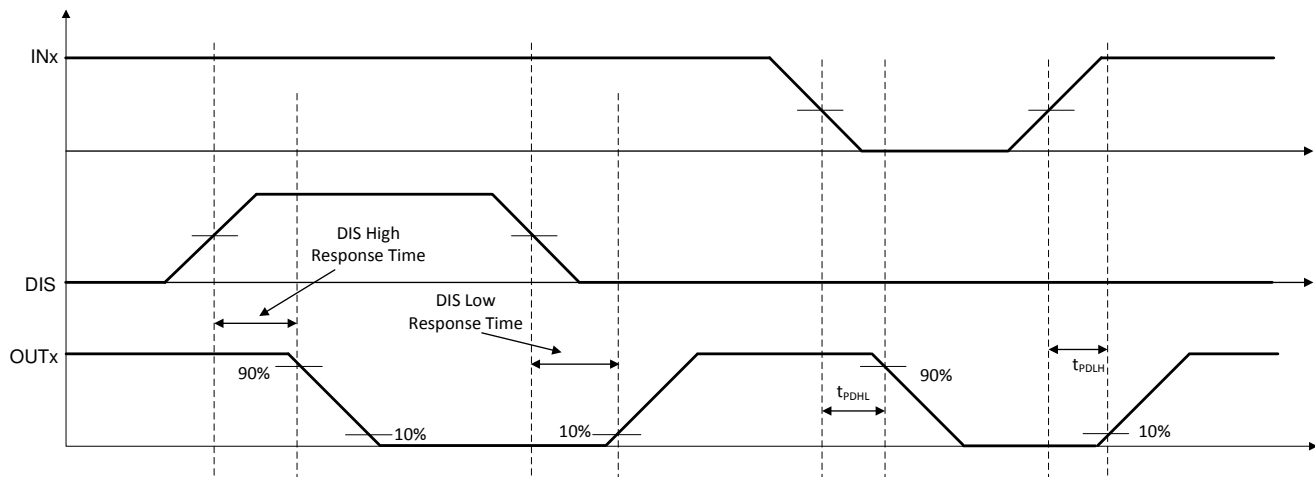 INx
DIS High
Response Time
DIS
DIS Low
Response Time
OUTx
90%
10%
10%
tPDHL
90%
tPDLH
10%